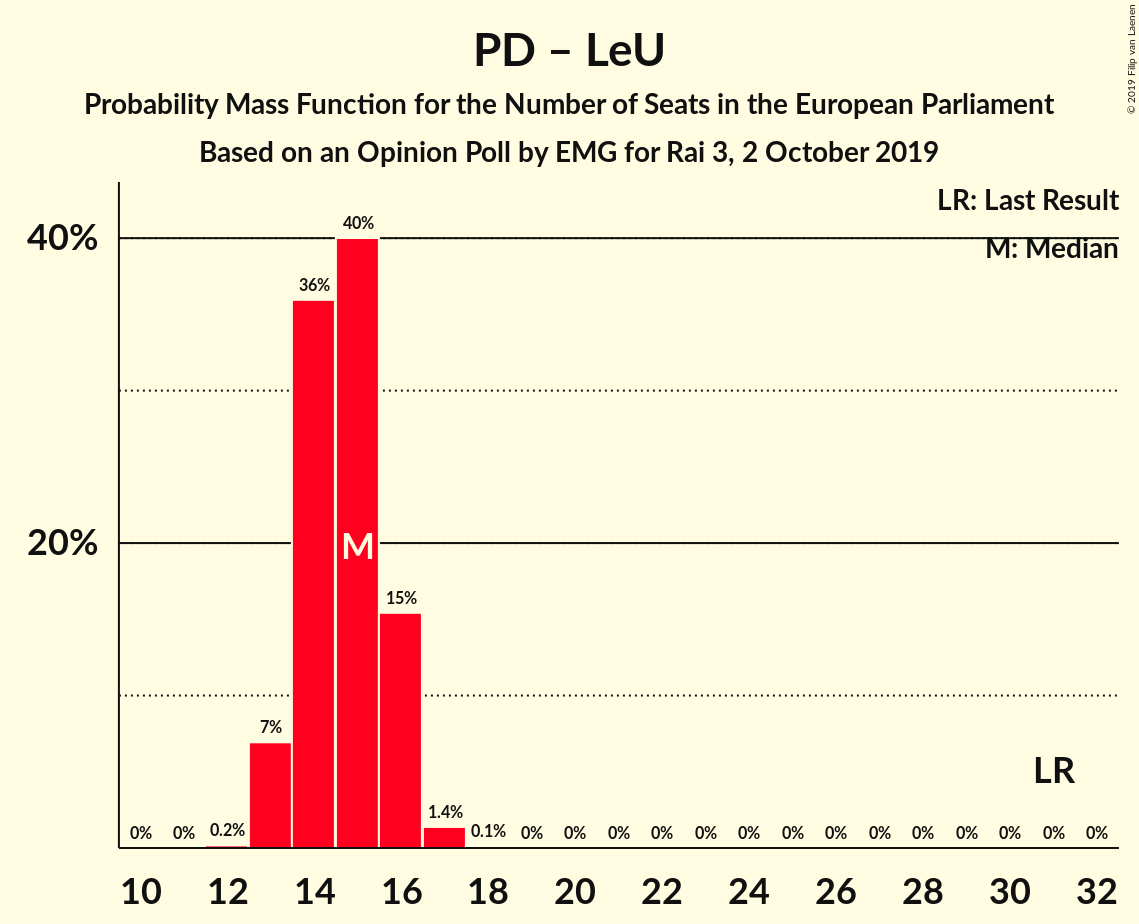 PD – LeU
Probability Mass Function for the Number of Seats in the European Parliament
Based on an Opinion Poll by EMG for Rai 3, 2 October 2019
© 2019 Filip van Laenen
LR: Last Result
M: Median
40%
20%
0% 0% 0.2% 7% 36% 40% 15% 1.4% 0.1% 0% 0% 0% 0% 0% 0% 0% 0% 0% 0% 0% 0% 0% 0%
M
LR
10 12 14 16 18 20 22 24 26 28 30 32